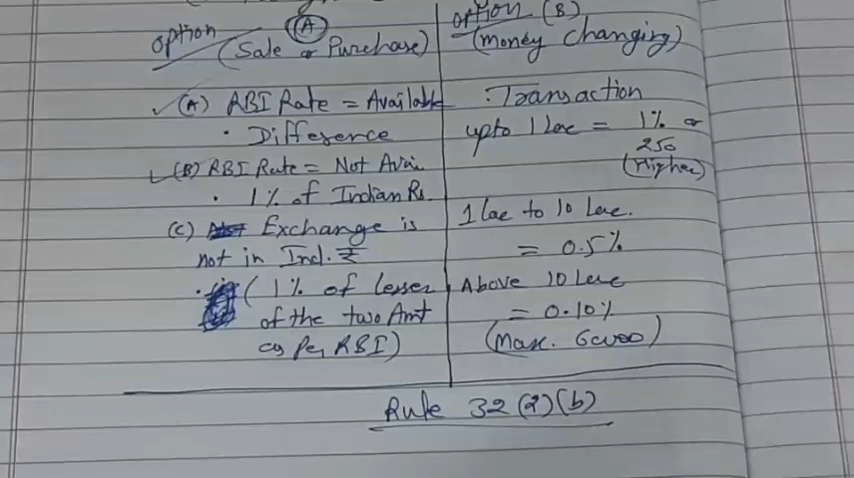 option (A)
(Sale or Purchase)
(A) RBI Rate = Available
. Difference
(B) RBI Rate = Not Avai.
. 1% of Indian Rs.
(C) Exchange is
not in Ind. ₹
. (1% of lesser
of the two Amt
as per RBI)
option (B)
(Money Changing)
: Transaction
upto 1 lac = 1% or
250
(Higher)
1 lac to 10 Lac.
= 0.5%
Above 10 Lac
= 0.10%
(Max. 60000)
Rule 32 (2)(b)